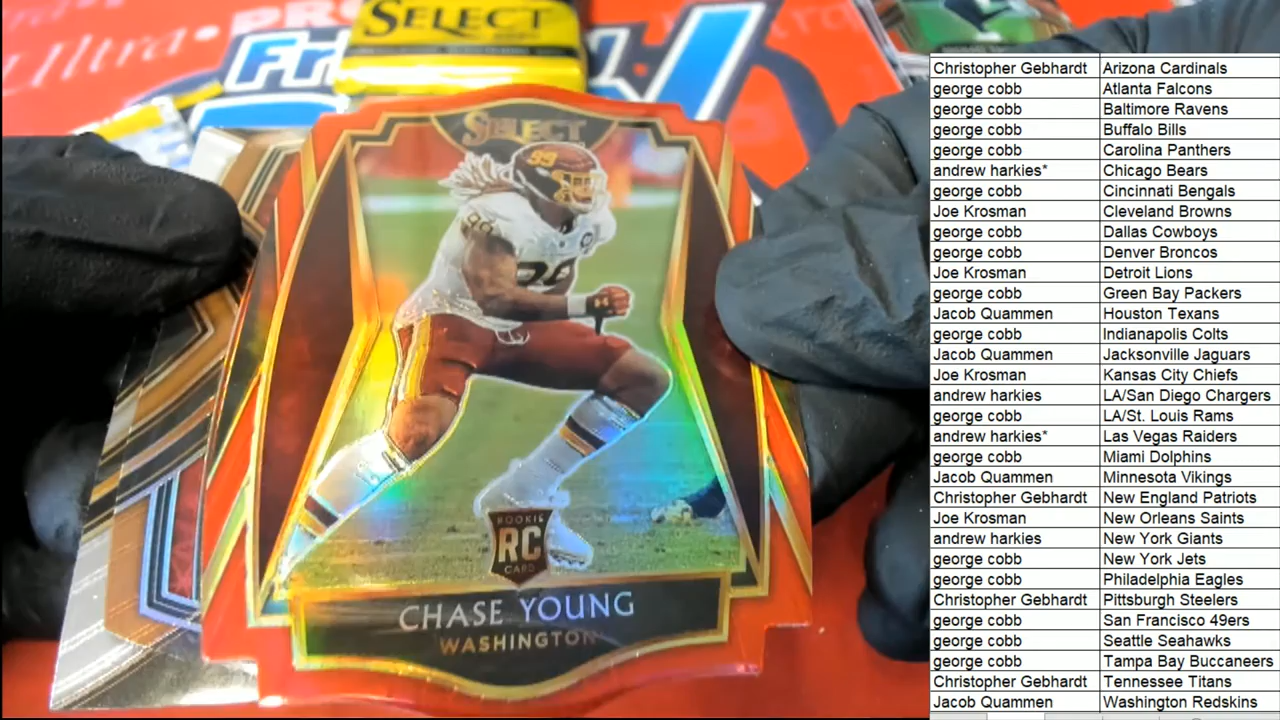 Ultra • PRO
SELECT
SELECT
99
99
99
ROOKIE
RC
CARD
CHASE YOUNG
WASHINGTON
Christopher Gebhardt Arizona Cardinals
george cobb Atlanta Falcons
george cobb Baltimore Ravens
george cobb Buffalo Bills
george cobb Carolina Panthers
andrew harkies* Chicago Bears
george cobb Cincinnati Bengals
Joe Krosman Cleveland Browns
george cobb Dallas Cowboys
george cobb Denver Broncos
Joe Krosman Detroit Lions
george cobb Green Bay Packers
Jacob Quammen Houston Texans
george cobb Indianapolis Colts
Jacob Quammen Jacksonville Jaguars
Joe Krosman Kansas City Chiefs
andrew harkies LA/San Diego Chargers
george cobb LA/St. Louis Rams
andrew harkies* Las Vegas Raiders
george cobb Miami Dolphins
Jacob Quammen Minnesota Vikings
Christopher Gebhardt New England Patriots
Joe Krosman New Orleans Saints
andrew harkies New York Giants
george cobb New York Jets
george cobb Philadelphia Eagles
Christopher Gebhardt Pittsburgh Steelers
george cobb San Francisco 49ers
george cobb Seattle Seahawks
george cobb Tampa Bay Buccaneers
Christopher Gebhardt Tennessee Titans
Jacob Quammen Washington Redskins